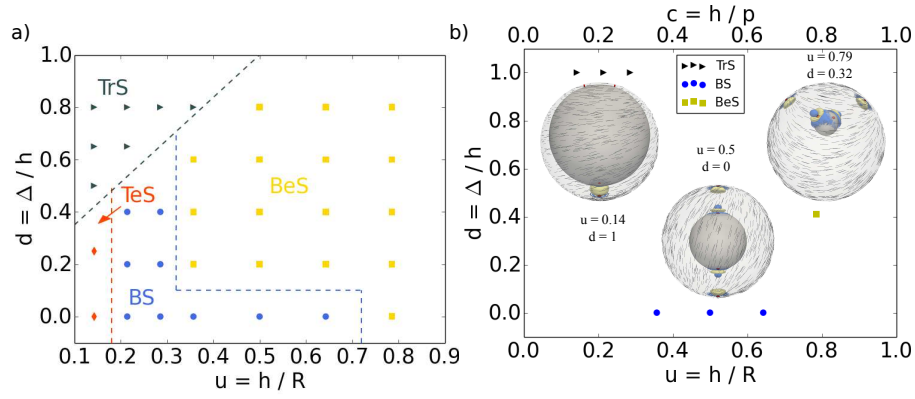 a)
d = Δ / h
1.0
0.8
0.6
0.4
0.2
0.0
TrS
TeS
BS
BeS
0.1 0.2 0.3 0.4 0.5 0.6 0.7 0.8 0.9
u = h / R
b)
c = h / p
0.0 0.2 0.4 0.6 0.8 1.0
d = Δ / h
1.0
0.8
0.6
0.4
0.2
0.0
TrS
BS
BeS
u = 0.79
d = 0.32
u = 0.5
d = 0
u = 0.14
d = 1
0.0 0.2 0.4 0.6 0.8 1.0
u = h / R